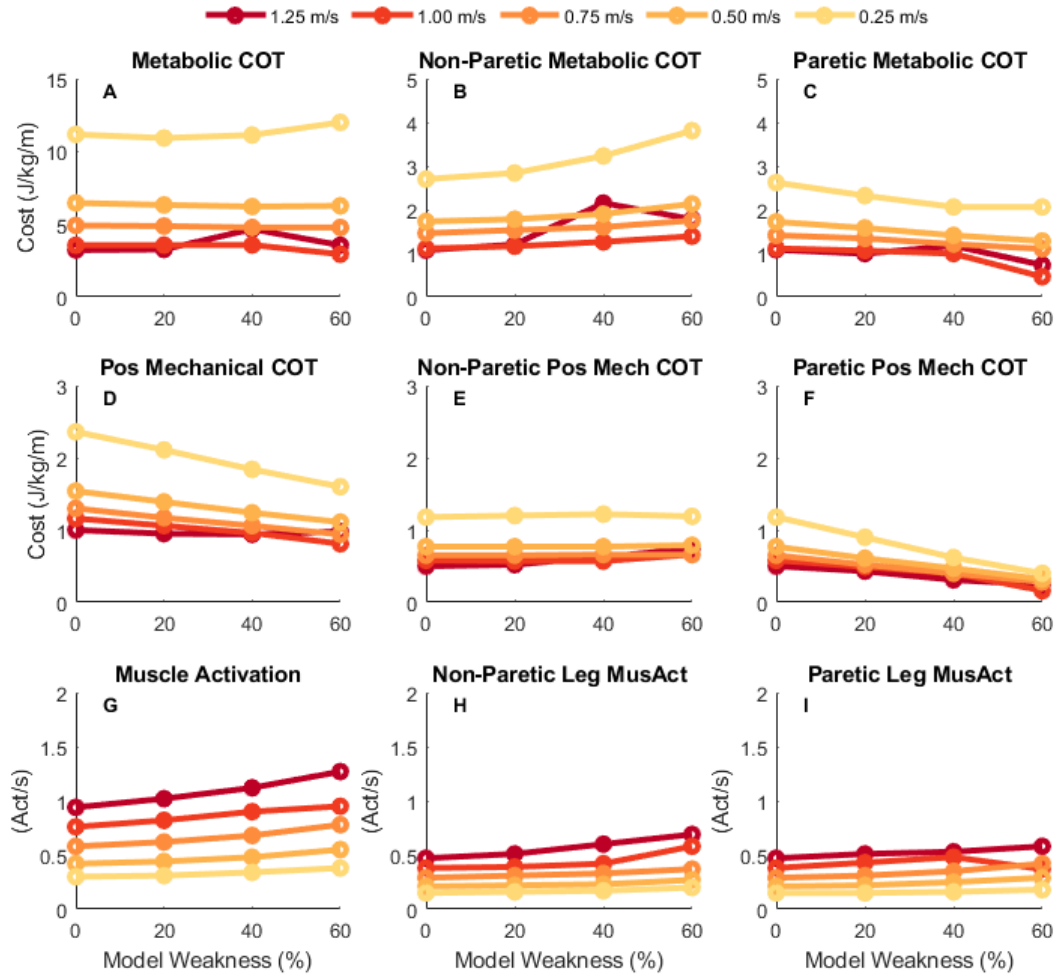 1.25 m/s 1.00 m/s 0.75 m/s 0.50 m/s 0.25 m/s
Metabolic COT
A
15
10
5
0
Cost (J/kg/m)
0 20 40 60
Non-Paretic Metabolic COT
B
5
4
3
2
1
0
0 20 40 60
Paretic Metabolic COT
C
5
4
3
2
1
0
0 20 40 60
Pos Mechanical COT
D
3
2
1
0
Cost (J/kg/m)
0 20 40 60
Non-Paretic Pos Mech COT
E
3
2
1
0
0 20 40 60
Paretic Pos Mech COT
F
3
2
1
0
0 20 40 60
Muscle Activation
G
2
1.5
1
0.5
0
(Act/s)
0 20 40 60
Model Weakness (%)
Non-Paretic Leg MusAct
H
2
1.5
1
0.5
0
(Act/s)
0 20 40 60
Model Weakness (%)
Paretic Leg MusAct
I
2
1.5
1
0.5
0
(Act/s)
0 20 40 60
Model Weakness (%)